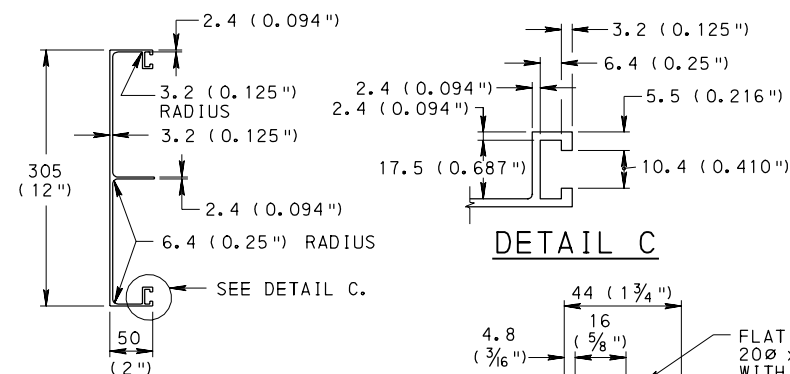 2.4 (0.094")
3.2 (0.125")
RADIUS
3.2 (0.125")
305
(12")
2.4 (0.094")
6.4 (0.25") RADIUS
SEE DETAIL C.
50
(2")
3.2 (0.125")
6.4 (0.25")
2.4 (0.094")
2.4 (0.094")
5.5 (0.216")
17.5 (0.687")
10.4 (0.410")
DETAIL C
44 (1¾")
4.8
(3/16")
16
(⅝")
FLAT
20Ø x
WITH